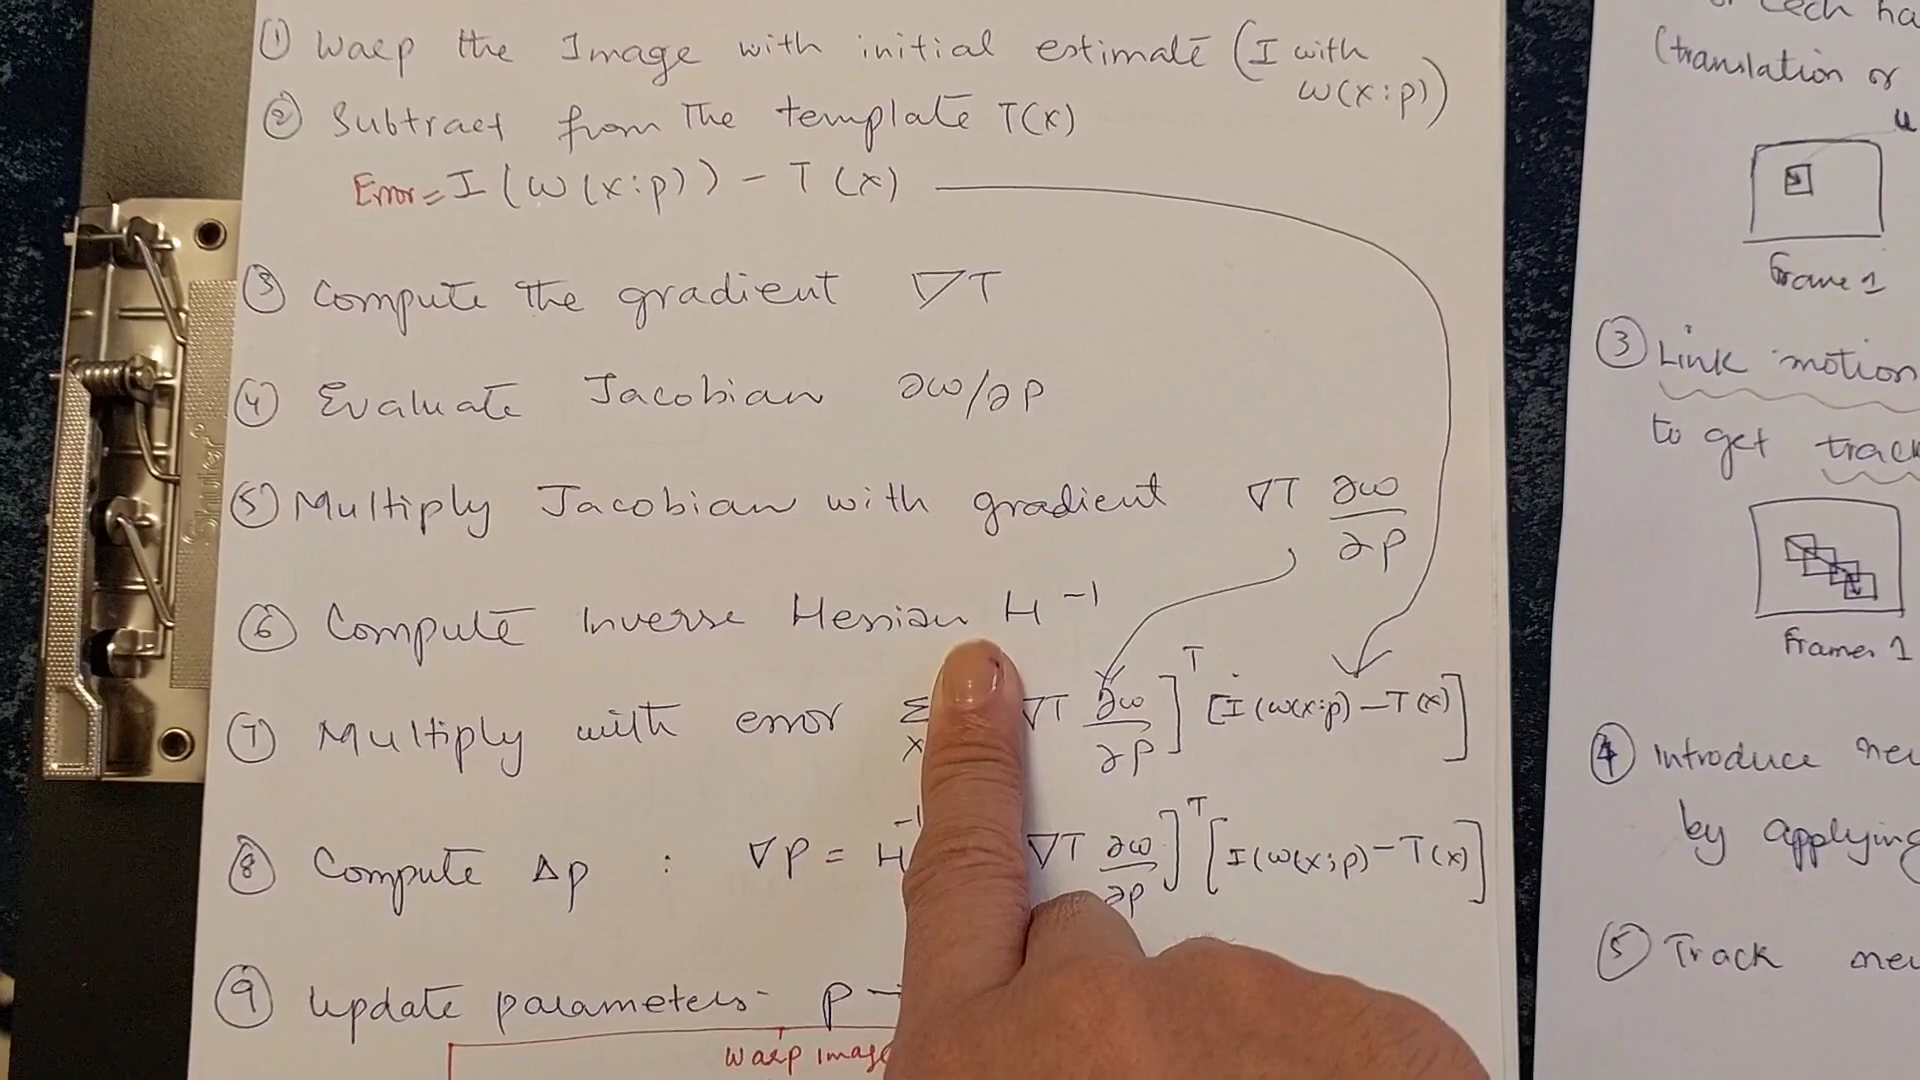 ① Warp the Image with initial estimate (I with
w(x:p))
② Subtract from The template T(x)
Error = I(w(x:p)) - T(x)
③ Compute the gradient ∇T
④ Evaluate Jacobian ∂w/∂p
⑤ Multiply Jacobian with gradient ∇T ∂w/∂p
⑥ Compute Inverse Hessian H⁻¹
⑦ Multiply with error Σ x ∇T ∂w/∂p]ᵀ [I(w(x:p) - T(x)]
⑧ Compute Δp : ∇p = H⁻¹ ∇T ∂w/∂p]ᵀ [I(w(x;p) - T(x)]
⑨ Update parameters - p
Warp image
(translation or
Frame 1
③ Link motion
to get
Frames 1
④ Introduce
by applying
⑤ Track